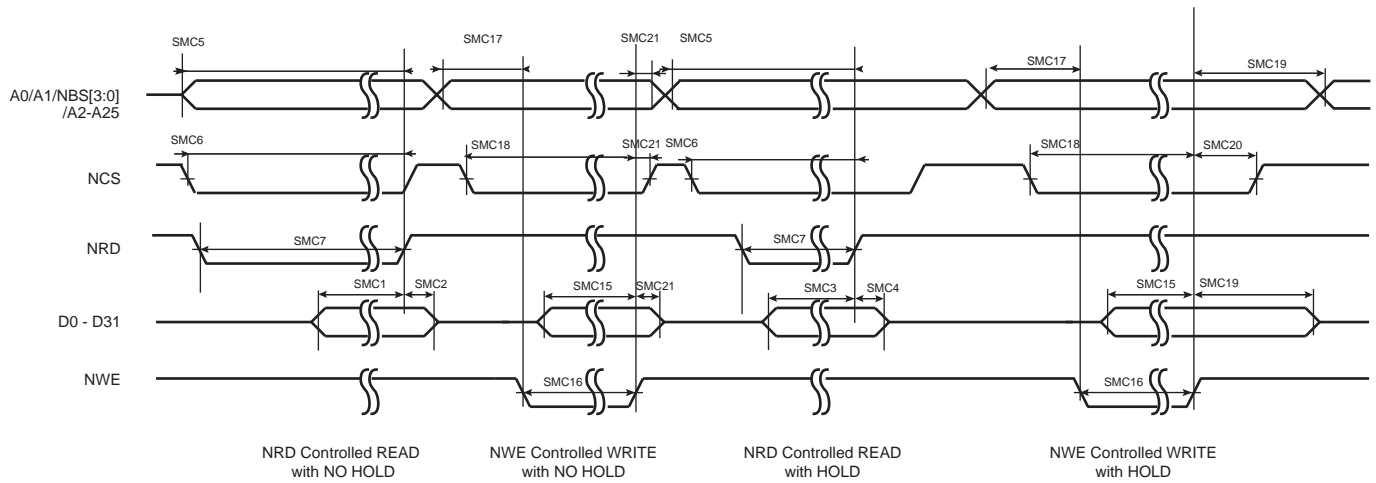 SMC5
SMC17
SMC21
SMC5
SMC17
SMC19
A0/A1/NBS[3:0]
/A2-A25
SMC6
SMC18
SMC21
SMC6
SMC18
SMC20
NCS
SMC7
SMC7
NRD
SMC1
SMC2
SMC15
SMC21
SMC3
SMC4
SMC15
SMC19
D0 - D31
NWE
SMC16
SMC16
NRD Controlled READ
with NO HOLD
NWE Controlled WRITE
with NO HOLD
NRD Controlled READ
with HOLD
NWE Controlled WRITE
with HOLD